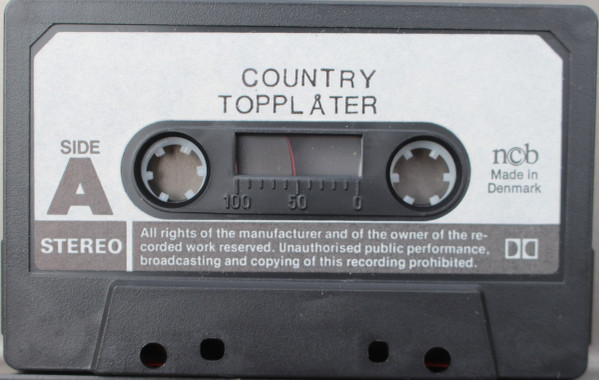 COUNTRY
TOPPLÅTER
SIDE
A
ncb
Made in
Denmark
100 50 0
STEREO
All rights of the manufacturer and of the owner of the re-
corded work reserved. Unauthorised public performance,
broadcasting and copying of this recording prohibited.